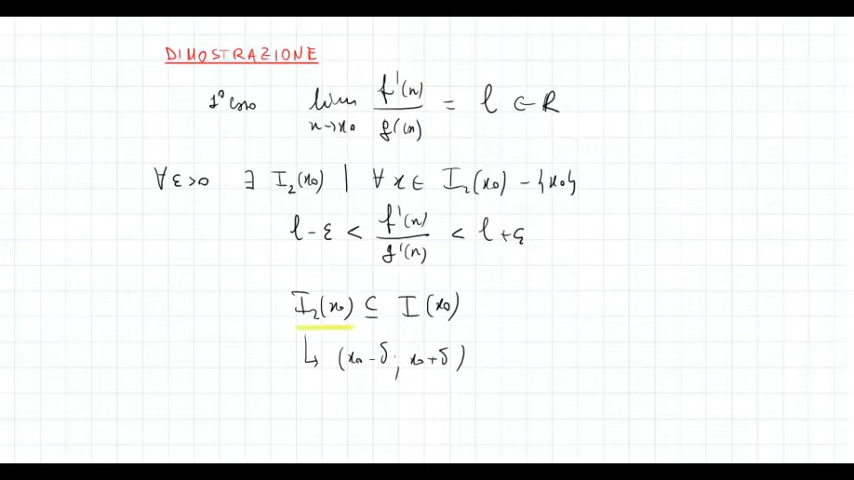 DIMOSTRAZIONE
1° caso lim x→x₀ f'(x)/g'(x) = l ∈ R
∀ε>0 ∃ I₂(x₀) | ∀ x ∈ I₂(x₀) - {x₀}
l-ε < f'(x)/g'(x) < l+ε
I₂(x₀) ⊆ I(x₀)
↳ (x₀-δ; x₀+δ)